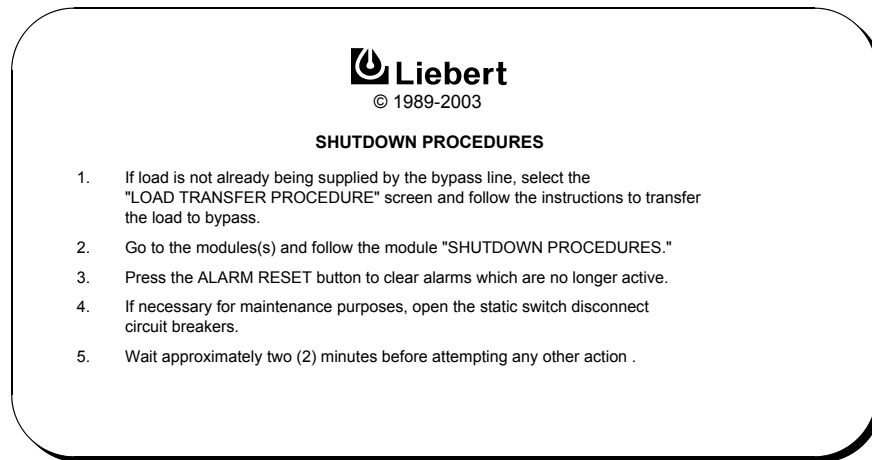 Liebert
© 1989-2003
SHUTDOWN PROCEDURES
1. If load is not already being supplied by the bypass line, select the
"LOAD TRANSFER PROCEDURE" screen and follow the instructions to transfer
the load to bypass.
2. Go to the modules(s) and follow the module "SHUTDOWN PROCEDURES."
3. Press the ALARM RESET button to clear alarms which are no longer active.
4. If necessary for maintenance purposes, open the static switch disconnect
circuit breakers.
5. Wait approximately two (2) minutes before attempting any other action .